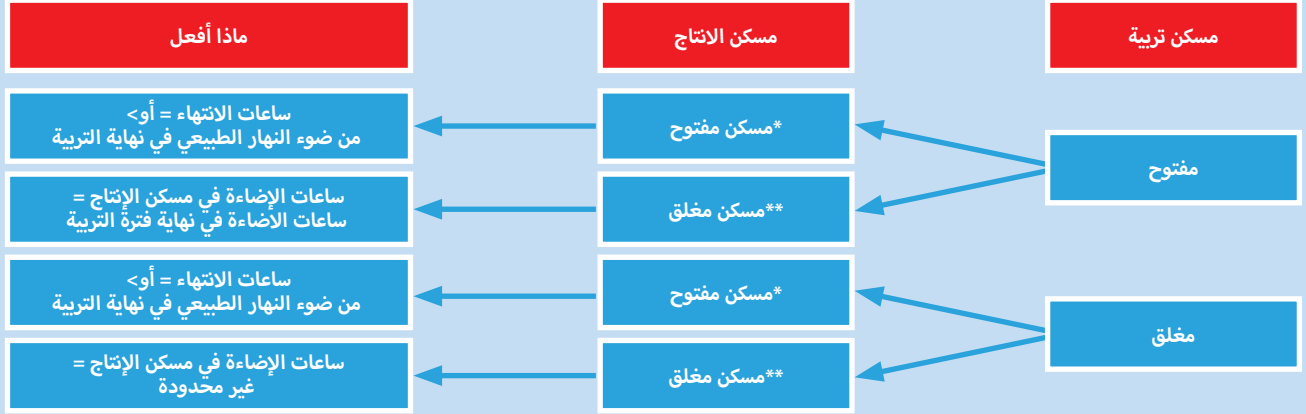 مسكن تربية
مسكن الانتاج
ماذا أفعل
مفتوح
*مسكن مفتوح
ساعات الانتهاء = أو>
من ضوء النهار الطبيعي في نهاية التربية
**مسكن مغلق
ساعات الإضاءة في مسكن الإنتاج =
ساعات الاضاءة في نهاية فترة التربية
مغلق
*مسكن مفتوح
ساعات الانتهاء = أو>
من ضوء النهار الطبيعي في نهاية التربية
**مسكن مغلق
ساعات الإضاءة في مسكن الإنتاج =
غير محدودة